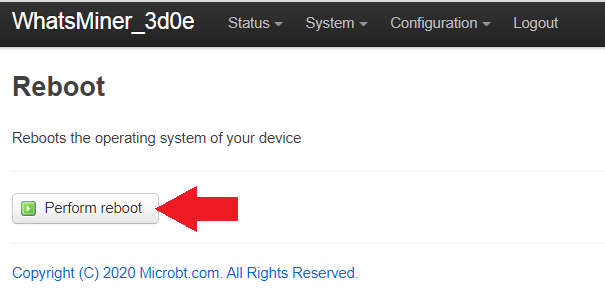 WhatsMiner_3d0e Status System Configuration Logout
Reboot
Reboots the operating system of your device
Perform reboot
Copyright (C) 2020 Microbt.com. All Rights Reserved.